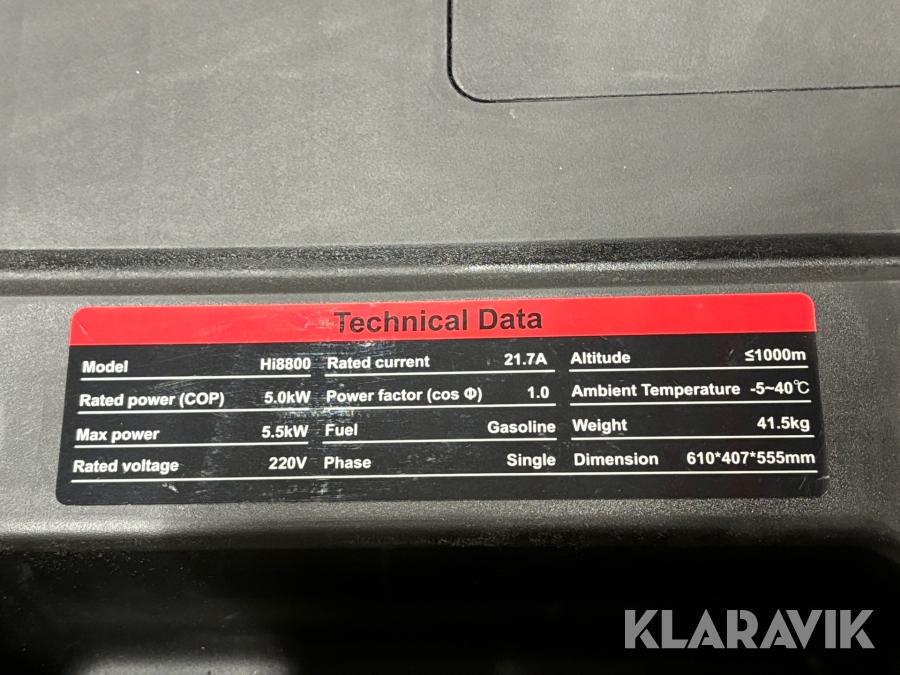 Technical Data
Model Hi8800 Rated current 21.7A Altitude ≤1000m
Rated power (COP) 5.0kW Power factor (cos Φ) 1.0 Ambient Temperature -5~40℃
Max power 5.5kW Fuel Gasoline Weight 41.5kg
Rated voltage 220V Phase Single Dimension 610*407*555mm
KLARAVIK